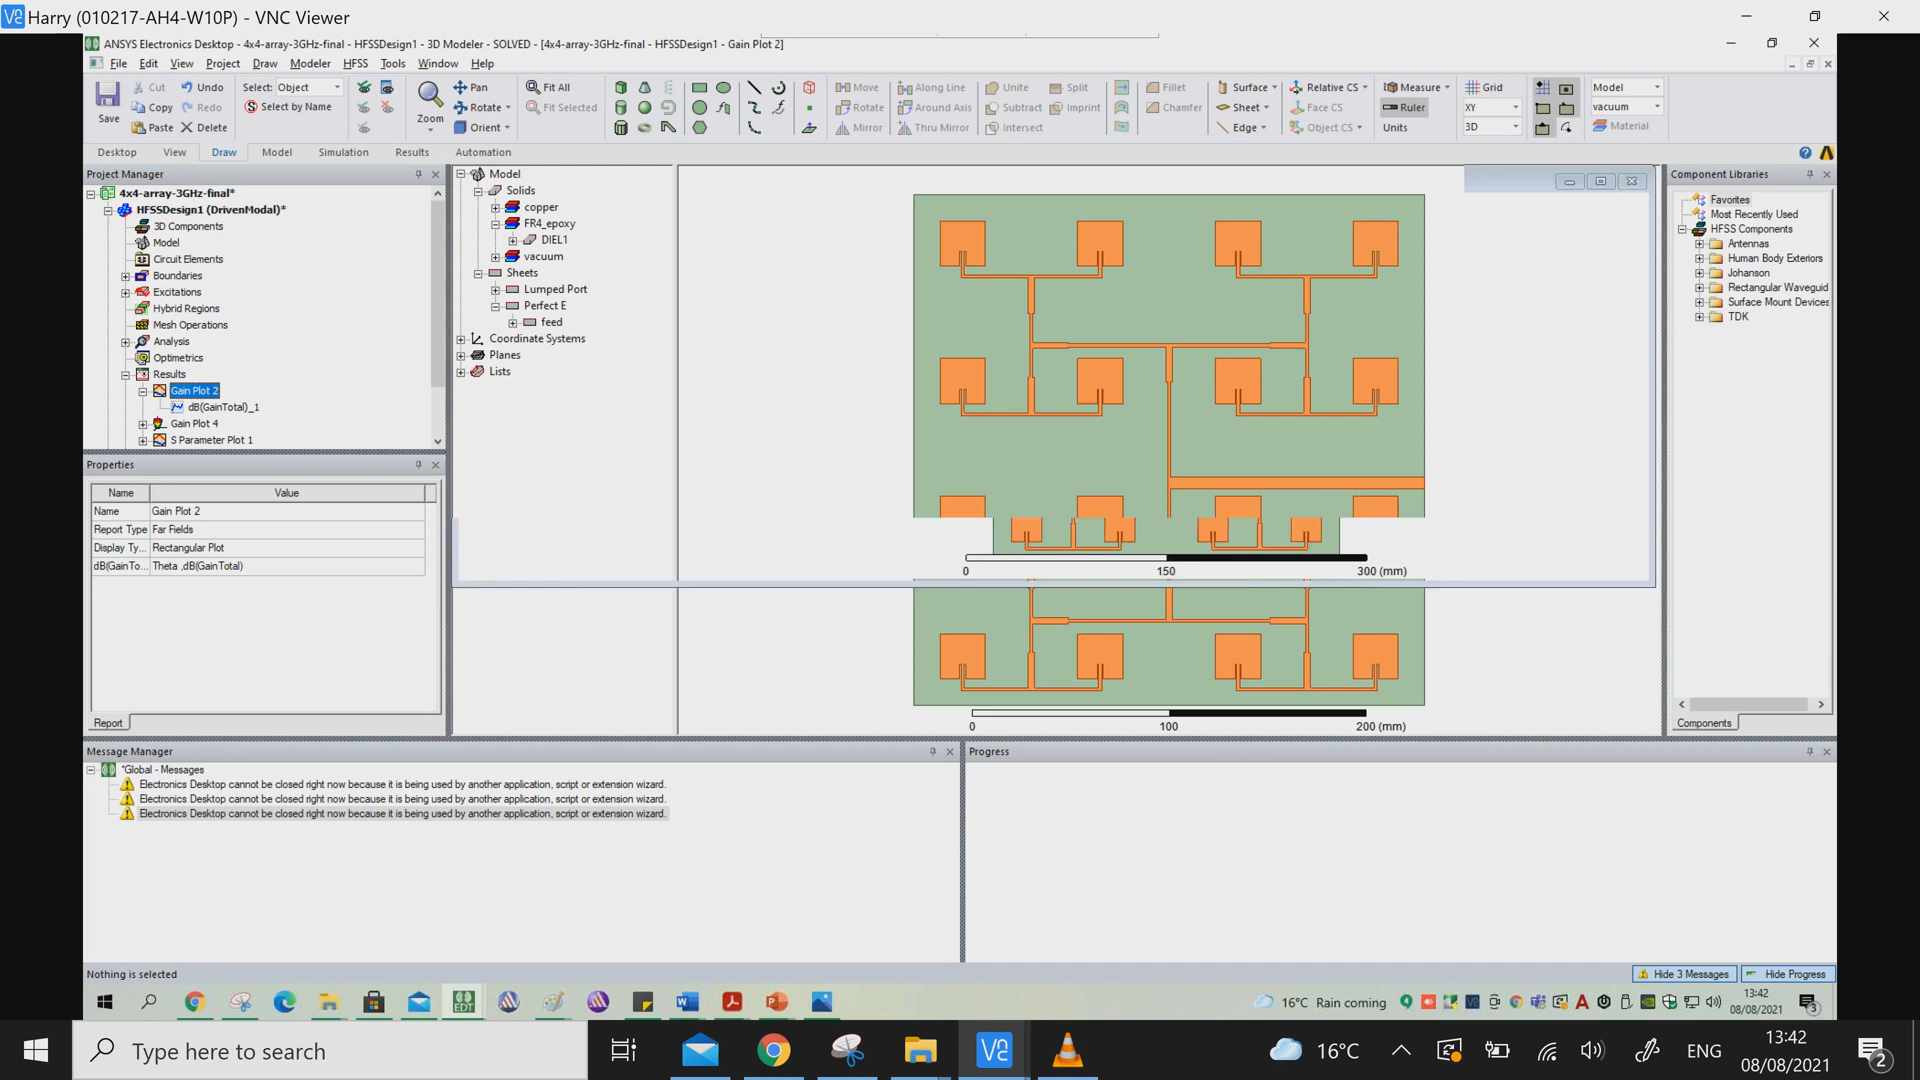 Harry (010217-AH4-W10P) - VNC Viewer
ANSYS Electronics Desktop - 4x4-array-3GHz-final - HFSSDesign1 - 3D Modeler - SOLVED - [4x4-array-3GHz-final - HFSSDesign1 - Gain Plot 2]
File Edit View Project Draw Modeler HFSS Tools Window Help
Save
Cut
Copy
Paste
Undo
Redo
Delete
Select: Object
Select by Name
Zoom
Pan
Rotate
Orient
Fit All
Fit Selected
Move
Rotate
Mirror
Along Line
Around Axis
Thru Mirror
Unite
Subtract
Intersect
Split
Imprint
Fillet
Chamfer
Surface
Sheet
Edge
Relative CS
Face CS
Object CS
Measure
Ruler
Units
Grid
XY
3D
Model
vacuum
Material
Desktop View Draw Model Simulation Results Automation
Project Manager
4x4-array-3GHz-final*
HFSSDesign1 (DrivenModal)*
3D Components
Model
Circuit Elements
Boundaries
Excitations
Hybrid Regions
Mesh Operations
Analysis
Optimetrics
Results
Gain Plot 2
dB(GainTotal)_1
Gain Plot 4
S Parameter Plot 1
Properties
Name Value
Name Gain Plot 2
Report Type Far Fields
Display Ty... Rectangular Plot
dB(GainTo... Theta ,dB(GainTotal)
Report
Model
Solids
copper
FR4_epoxy
DIEL1
vacuum
Sheets
Lumped Port
Perfect E
feed
Coordinate Systems
Planes
Lists
0 150 300 (mm)
0 100 200 (mm)
Component Libraries
Favorites
Most Recently Used
HFSS Components
Antennas
Human Body Exteriors
Johanson
Rectangular Waveguid
Surface Mount Devices
TDK
Components
Message Manager
*Global - Messages
Electronics Desktop cannot be closed right now because it is being used by another application, script or extension wizard.
Electronics Desktop cannot be closed right now because it is being used by another application, script or extension wizard.
Electronics Desktop cannot be closed right now because it is being used by another application, script or extension wizard.
Progress
Nothing is selected
Hide 3 Messages
Hide Progress
EDT
16°C Rain coming
13:42
08/08/2021
3
Type here to search
16°C
ENG
13:42
08/08/2021
2